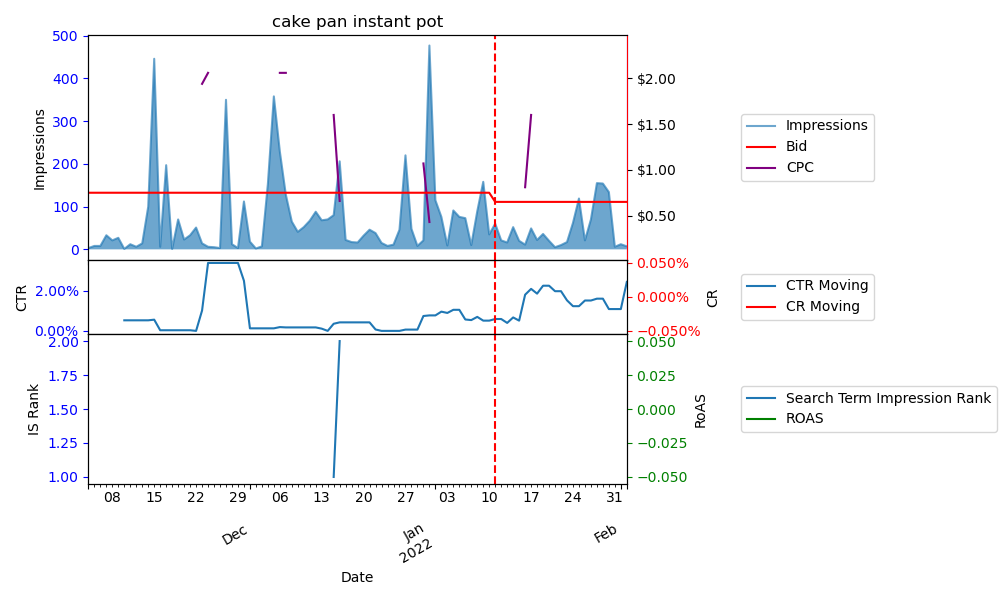 cake pan instant pot
500
400
300
200
100
0
Impressions
$2.00
$1.50
$1.00
$0.50
Impressions
Bid
CPC
2.00%
0.00%
CTR
0.050%
0.000%
−0.050%
CR
CTR Moving
CR Moving
2.00
1.75
1.50
1.25
1.00
IS Rank
0.050
0.025
0.000
−0.025
−0.050
RoAS
Search Term Impression Rank
ROAS
08 15 22 29 06 13 20 27 03 10 17 24 31
Dec
Jan
2022
Feb
Date